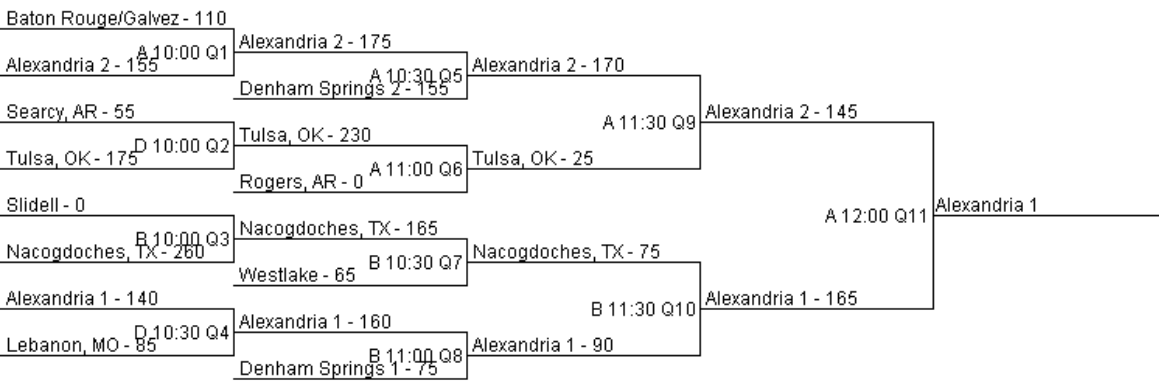 Baton Rouge/Galvez - 110
A 10:00 Q1
Alexandria 2 - 155
Searcy, AR - 55
D 10:00 Q2
Tulsa, OK - 175
Slidell - 0
B 10:00 Q3
Nacogdoches, TX - 260
Alexandria 1 - 140
D 10:30 Q4
Lebanon, MO - 85
Alexandria 2 - 175
A 10:30 Q5
Denham Springs 2 - 155
Tulsa, OK - 230
A 11:00 Q6
Rogers, AR - 0
Nacogdoches, TX - 165
B 10:30 Q7
Westlake - 65
Alexandria 1 - 160
B 11:00 Q8
Denham Springs 1 - 75
Alexandria 2 - 170
A 11:30 Q9
Tulsa, OK - 25
Nacogdoches, TX - 75
B 11:30 Q10
Alexandria 1 - 90
Alexandria 2 - 145
A 12:00 Q11
Alexandria 1 - 165
Alexandria 1